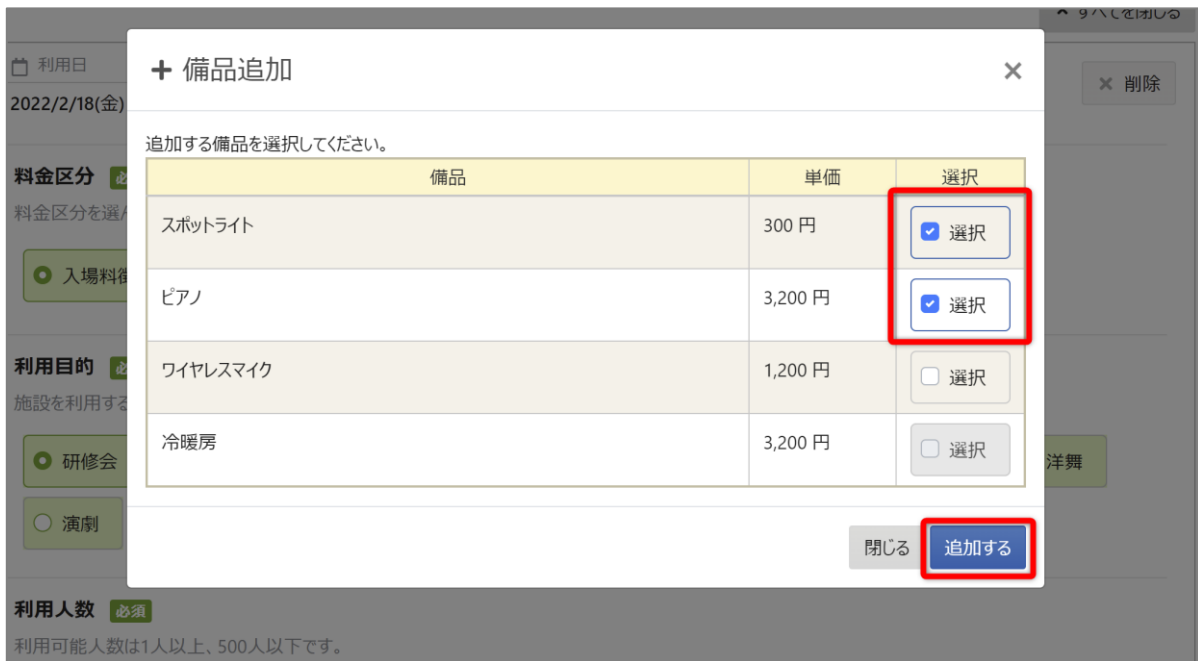 すべてを閉じる
利用日
2022/2/18(金)
削除
備品追加
追加する備品を選択してください。
備品 単価 選択
スポットライト 300 円 選択
ピアノ 3,200 円 選択
ワイヤレスマイク 1,200 円 選択
冷暖房 3,200 円 選択
閉じる 追加する
料金区分
料金区分を選
入場料
利用目的
施設を利用する
研修会
洋舞
演劇
利用人数 必須
利用可能人数は1人以上、500人以下です。